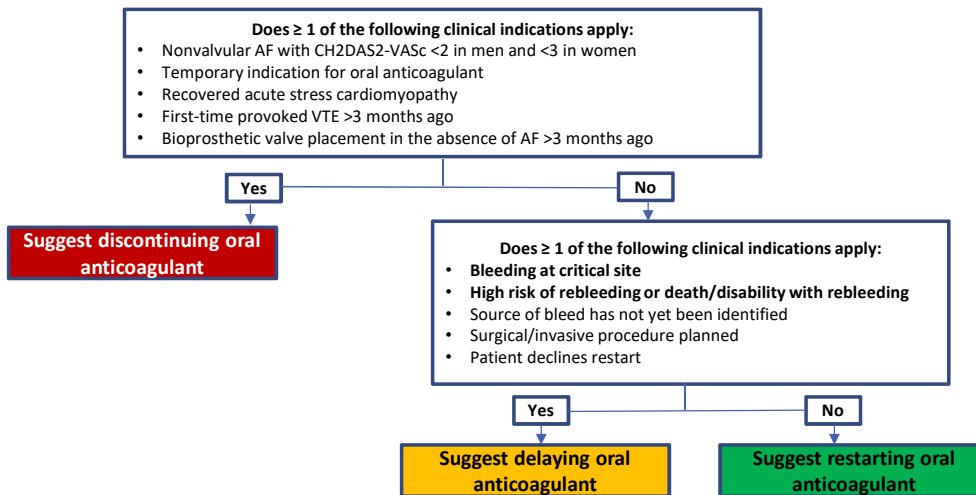 Does ≥ 1 of the following clinical indications apply:
• Nonvalvular AF with CH2DAS2-VASc <2 in men and <3 in women
• Temporary indication for oral anticoagulant
• Recovered acute stress cardiomyopathy
• First-time provoked VTE >3 months ago
• Bioprosthetic valve placement in the absence of AF >3 months ago
Yes
No
Suggest discontinuing oral
anticoagulant
Does ≥ 1 of the following clinical indications apply:
• Bleeding at critical site
• High risk of rebleeding or death/disability with rebleeding
• Source of bleed has not yet been identified
• Surgical/invasive procedure planned
• Patient declines restart
Yes
No
Suggest delaying oral
anticoagulant
Suggest restarting oral
anticoagulant